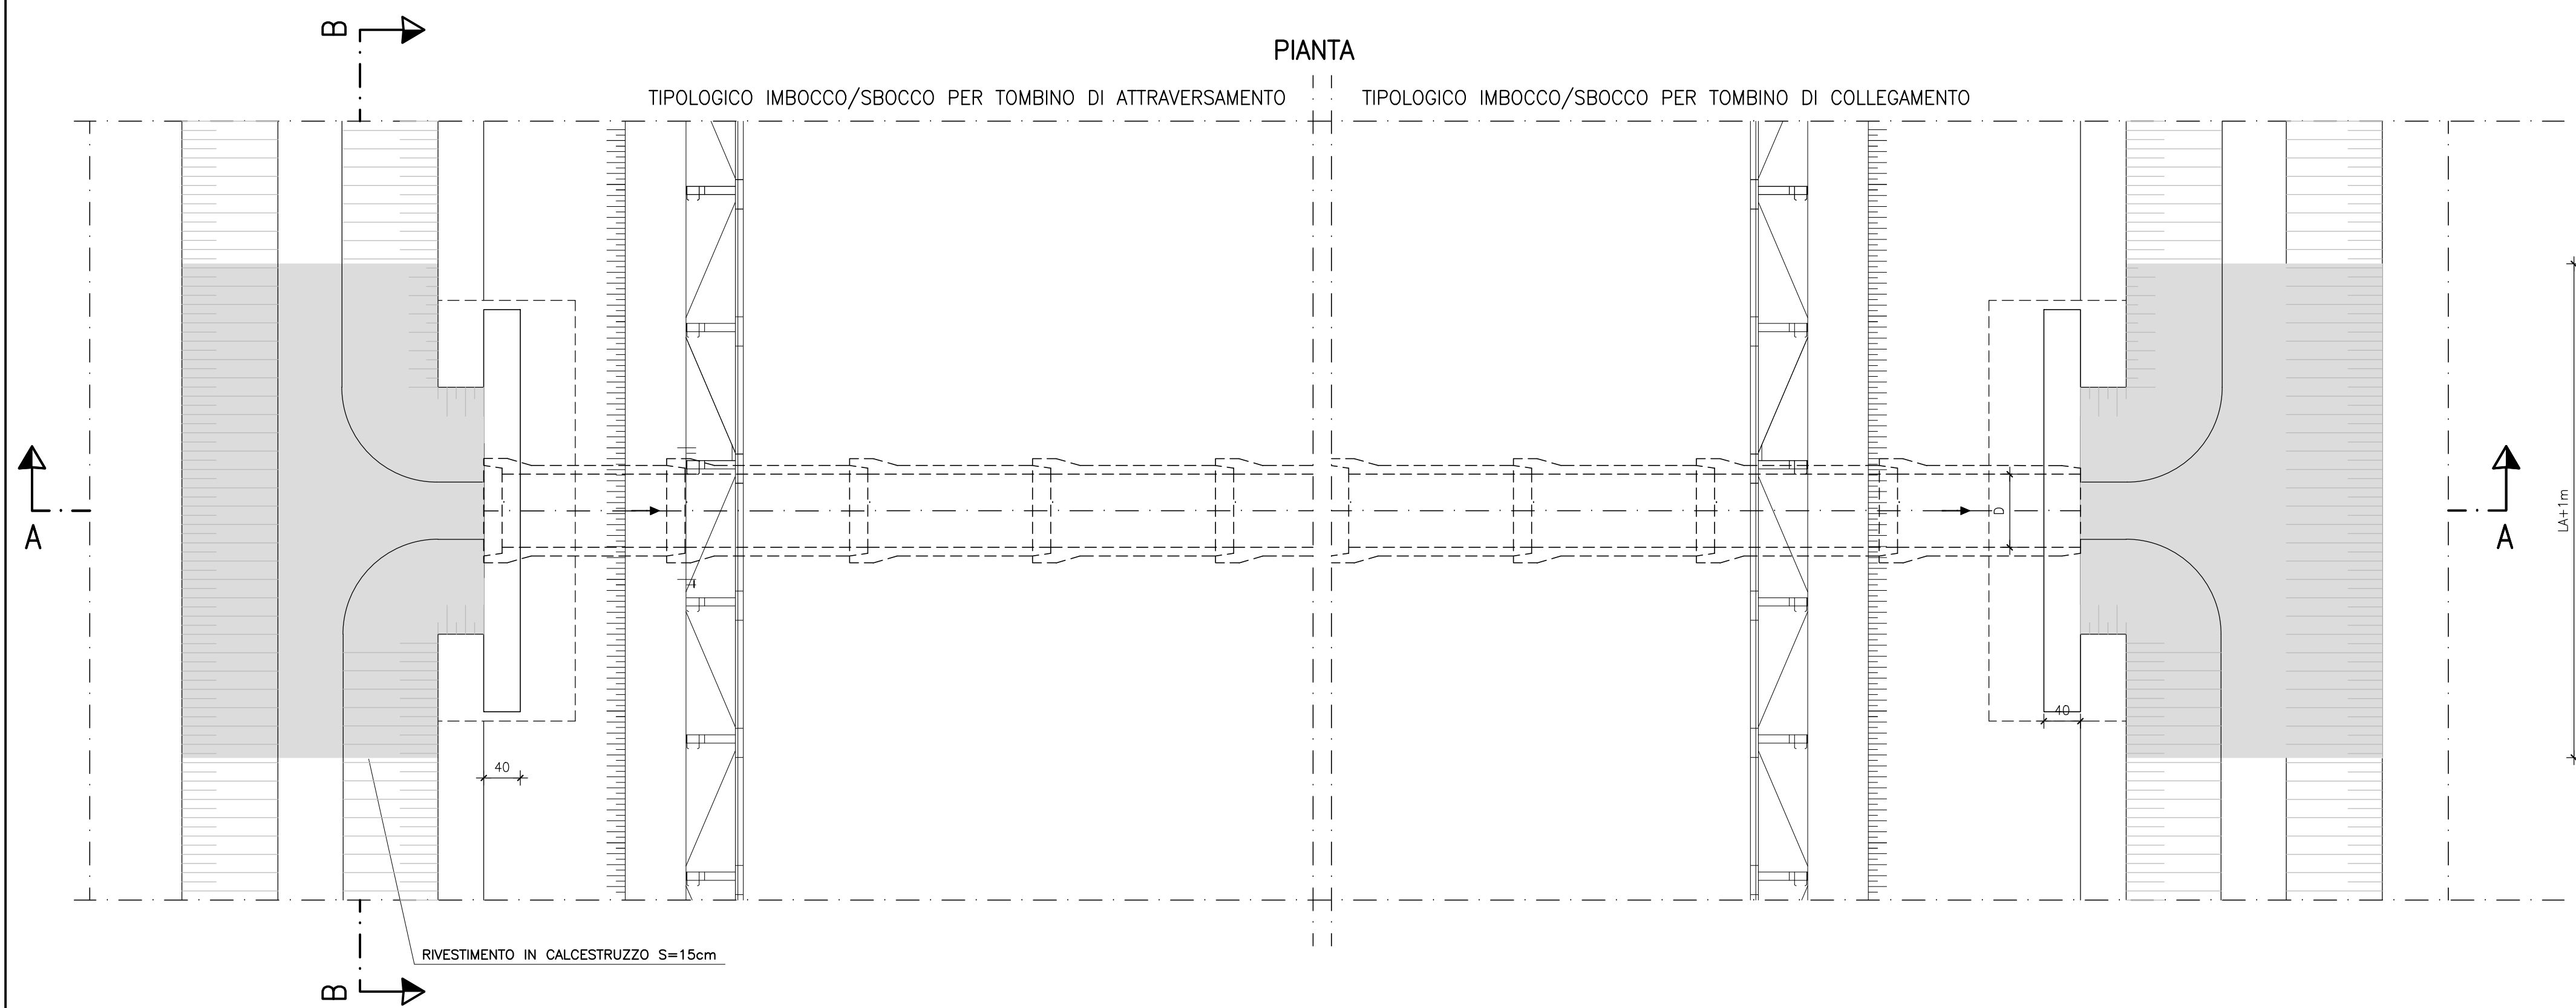 B
PIANTA
TIPOLOGICO IMBOCCO/SBOCCO PER TOMBINO DI ATTRAVERSAMENTO
TIPOLOGICO IMBOCCO/SBOCCO PER TOMBINO DI COLLEGAMENTO
A
D
A
LA+1m
40
40
RIVESTIMENTO IN CALCESTRUZZO S=15cm
B